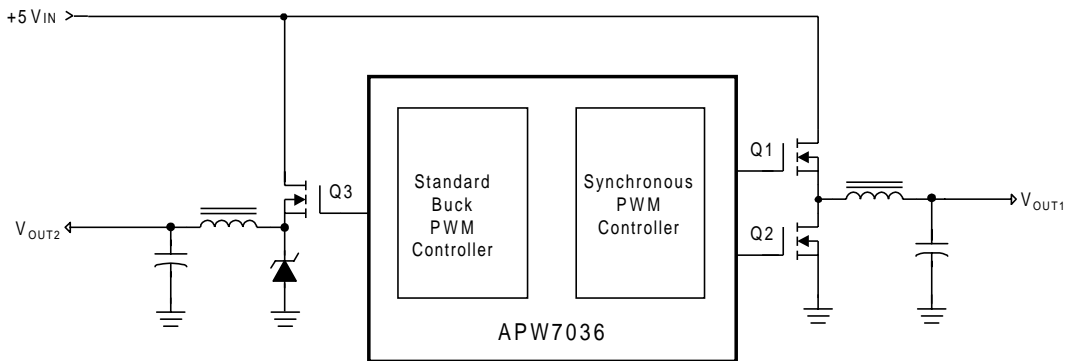 +5 VIN
Q3
Standard
Buck
PWM
Controller
Synchronous
PWM
Controller
Q1
Q2
VOUT2
VOUT1
APW7036